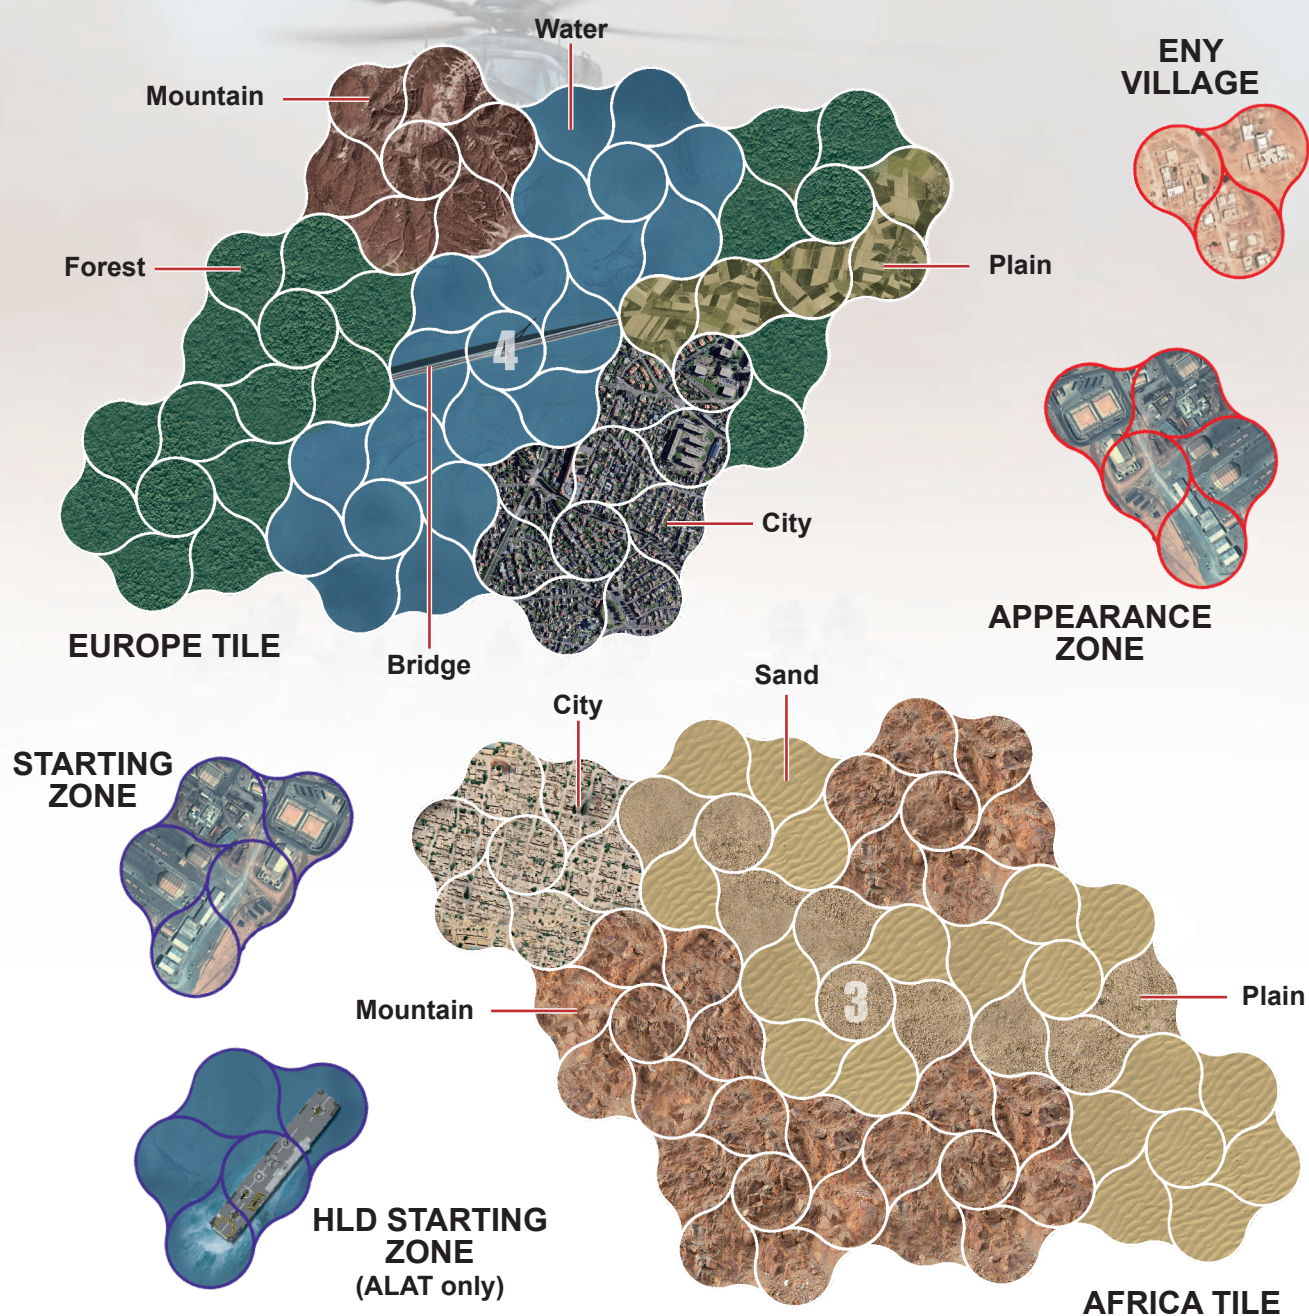 Water
Mountain
ENY
VILLAGE
Forest
Plain
4
City
EUROPE TILE
Bridge
APPEARANCE
ZONE
Sand
City
STARTING
ZONE
Mountain
3
Plain
HLD STARTING
ZONE
(ALAT only)
AFRICA TILE